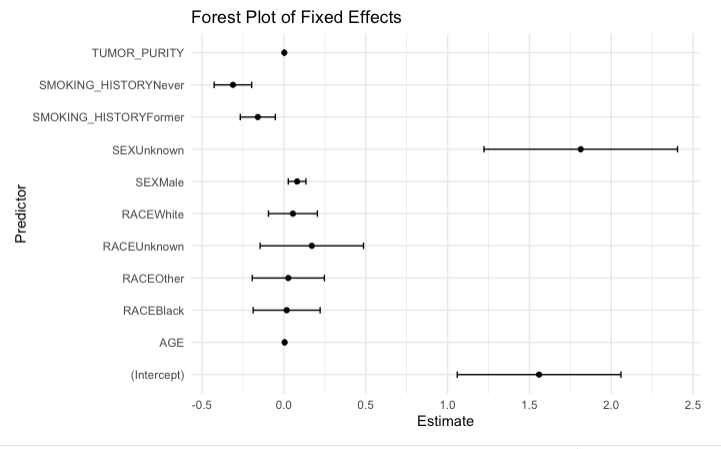 Forest Plot of Fixed Effects
TUMOR_PURITY
SMOKING_HISTORYNever
SMOKING_HISTORYFormer
SEXUnknown
SEXMale
RACEWhite
RACEUnknown
RACEOther
RACEBlack
AGE
(Intercept)
Predictor
-0.5 0.0 0.5 1.0 1.5 2.0 2.5
Estimate